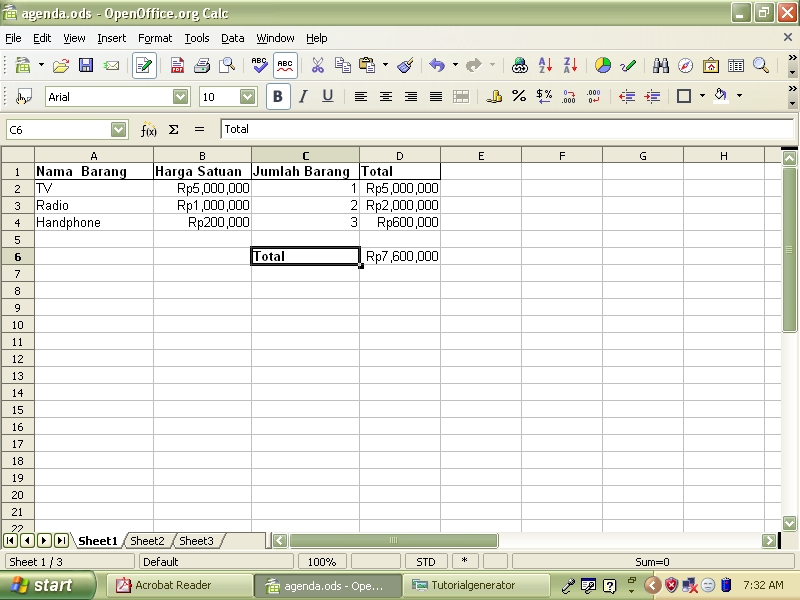 agenda.ods - OpenOffice.org Calc
File Edit View Insert Format Tools Data Window Help
Arial 10 B I U
C6 f(x) Σ = Total
A B C D E F G H
1 Nama Barang Harga Satuan Jumlah Barang Total
2 TV Rp5,000,000 1 Rp5,000,000
3 Radio Rp1,000,000 2 Rp2,000,000
4 Handphone Rp200,000 3 Rp600,000
5
6 Total Rp7,600,000
7
8
9
10
11
12
13
14
15
16
17
18
19
20
21
22
Sheet1 Sheet2 Sheet3
Sheet 1 / 3 Default 100% STD * Sum=0
start Acrobat Reader agenda.ods - Ope... Tutorialgenerator 7:32 AM